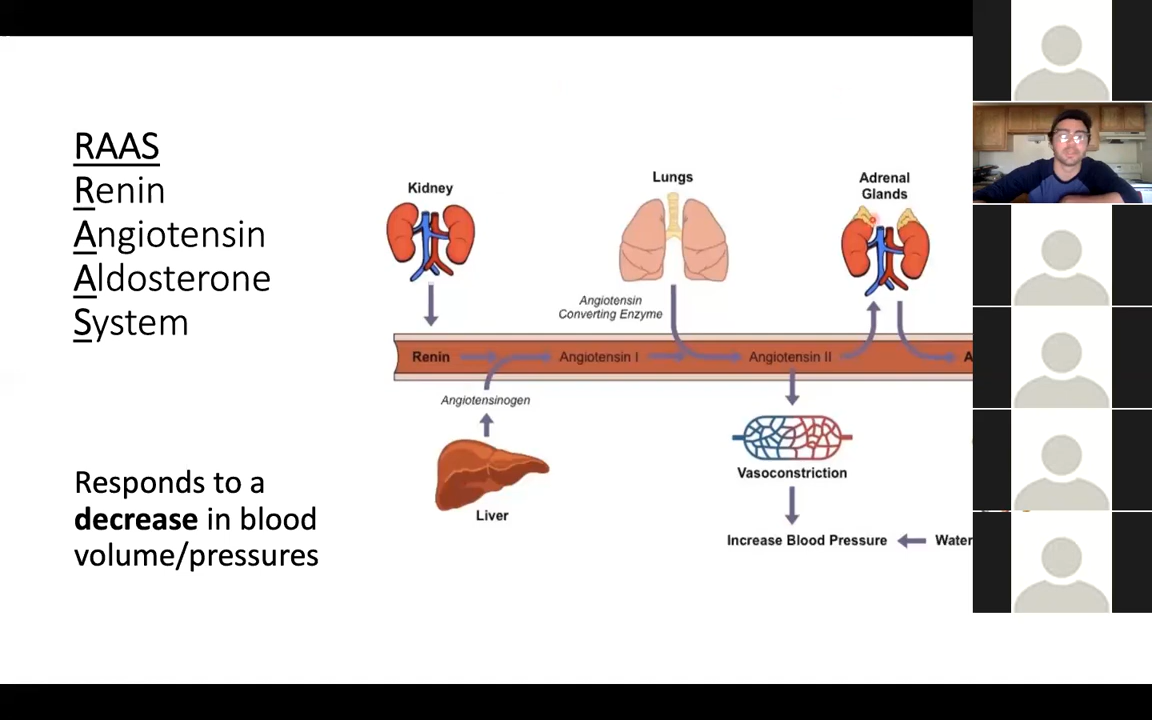 RAAS
Renin
Angiotensin
Aldosterone
System
Responds to a
decrease in blood
volume/pressures
Kidney
Lungs
Adrenal
Glands
Angiotensin
Converting Enzyme
Renin
Angiotensin I
Angiotensin II
A
Angiotensinogen
Liver
Vasoconstriction
Increase Blood Pressure
Water